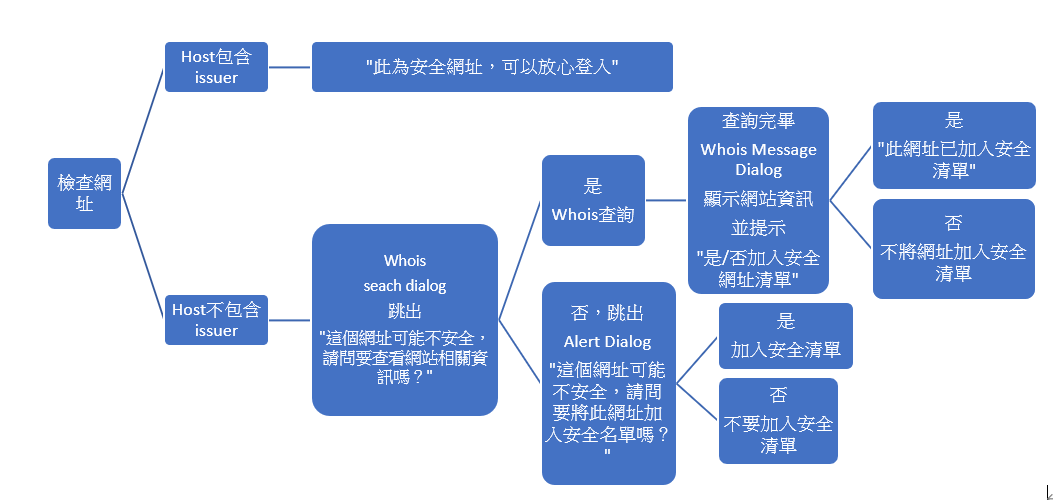 檢查網
址
Host包含
issuer
"此為安全網址，可以放心登入"
Host不包含
issuer
Whois
seach dialog
跳出
"這個網址可能不安全，
請問要查看網站相關資
訊嗎？"
是
Whois查詢
查詢完畢
Whois Message
Dialog
顯示網站資訊
並提示
"是/否加入安全
網址清單"
是
"此網址已加入安全
清單"
否
不將網址加入安全
清單
否，跳出
Alert Dialog
"這個網址可能
不安全，請問
要將此網址加
入安全名單嗎？
"
是
加入安全清單
否
不要加入安全
清單